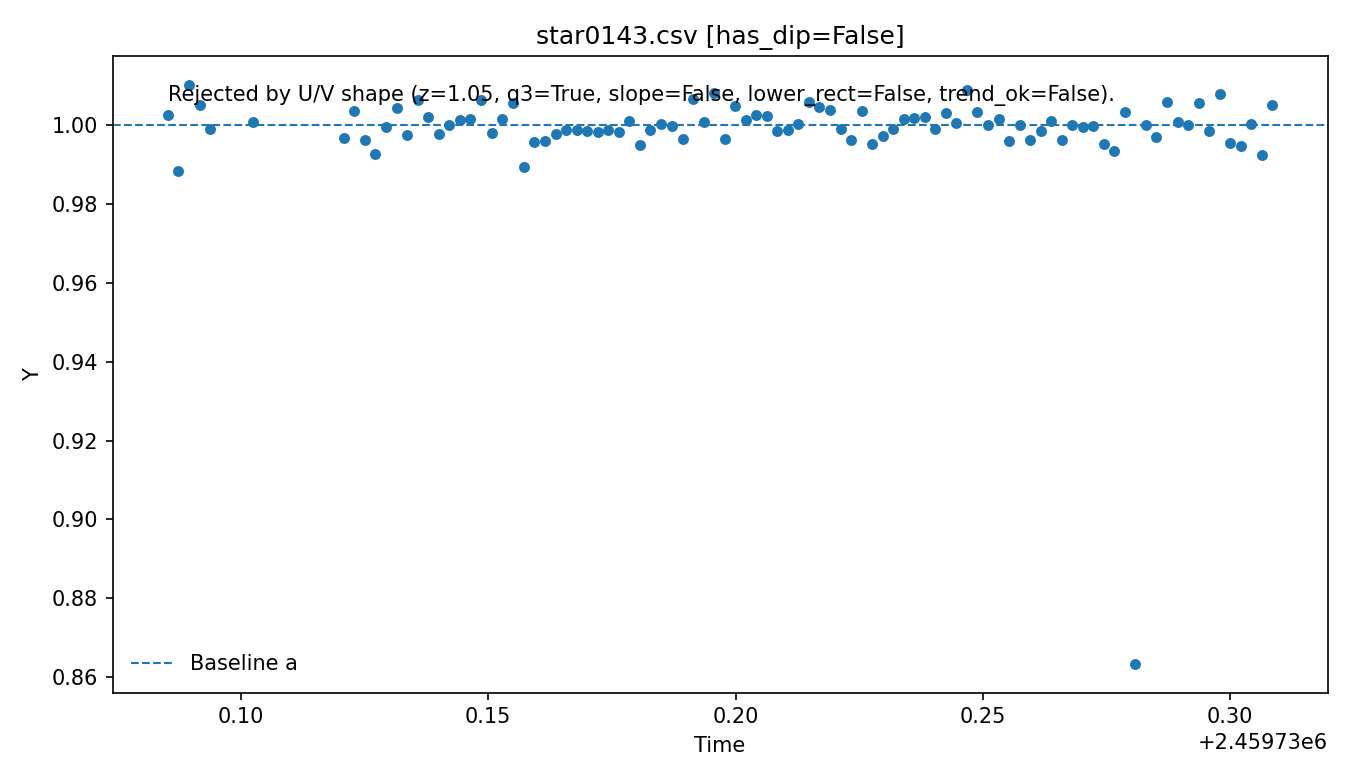 star0143.csv [has_dip=False]
Rejected by U/V shape (z=1.05, q3=True, slope=False, lower_rect=False, trend_ok=False).
1.00
0.98
0.96
0.94
0.92
0.90
0.88
0.86
Y
Baseline a
0.10
0.15
0.20
0.25
0.30
+2.45973e6
Time